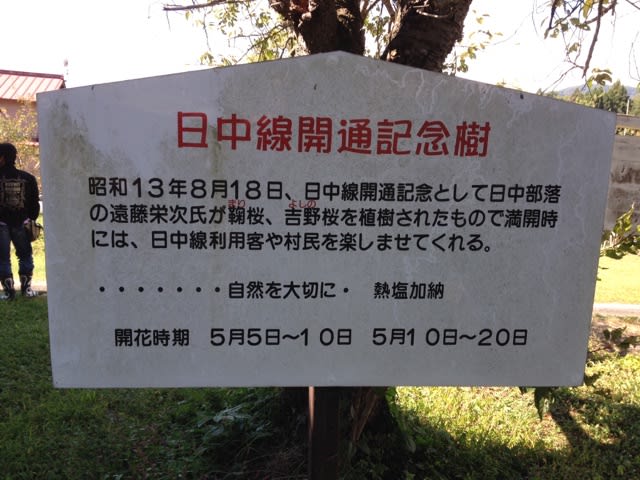 日中線開通記念樹
昭和13年8月18日、日中線開通記念として日中部落
まり よしの
の遠藤栄次氏が鞠桜、吉野桜を植樹されたもので満開時
には、日中線利用客や村民を楽しませてくれる。
・・・・・・・自然を大切に・ 熱塩加納
開花時期 5月5日〜10日 5月10日〜20日